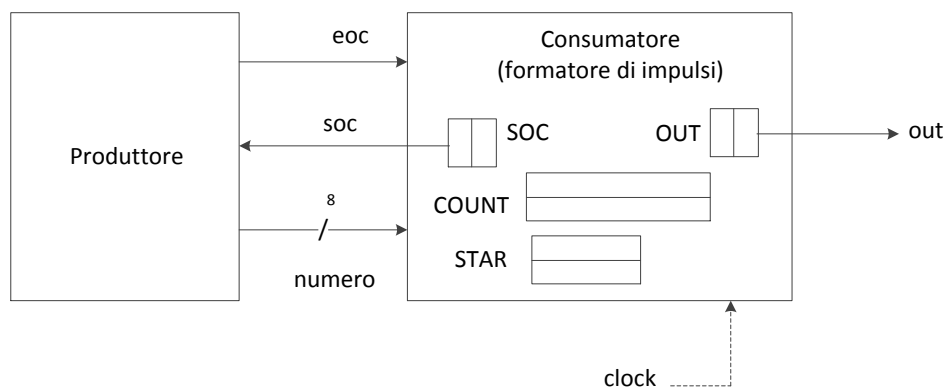 eoc
Consumatore
(formatore di impulsi)
soc
SOC
OUT
out
Produttore
8
COUNT
STAR
numero
clock